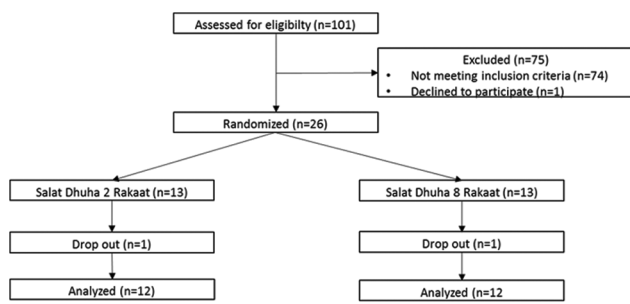 Assessed for eligibilty (n=101)
Excluded (n=75)
• Not meeting inclusion criteria (n=74)
• Declined to participate (n=1)
Randomized (n=26)
Salat Dhuha 2 Rakaat (n=13)
Salat Dhuha 8 Rakaat (n=13)
Drop out (n=1)
Drop out (n=1)
Analyzed (n=12)
Analyzed (n=12